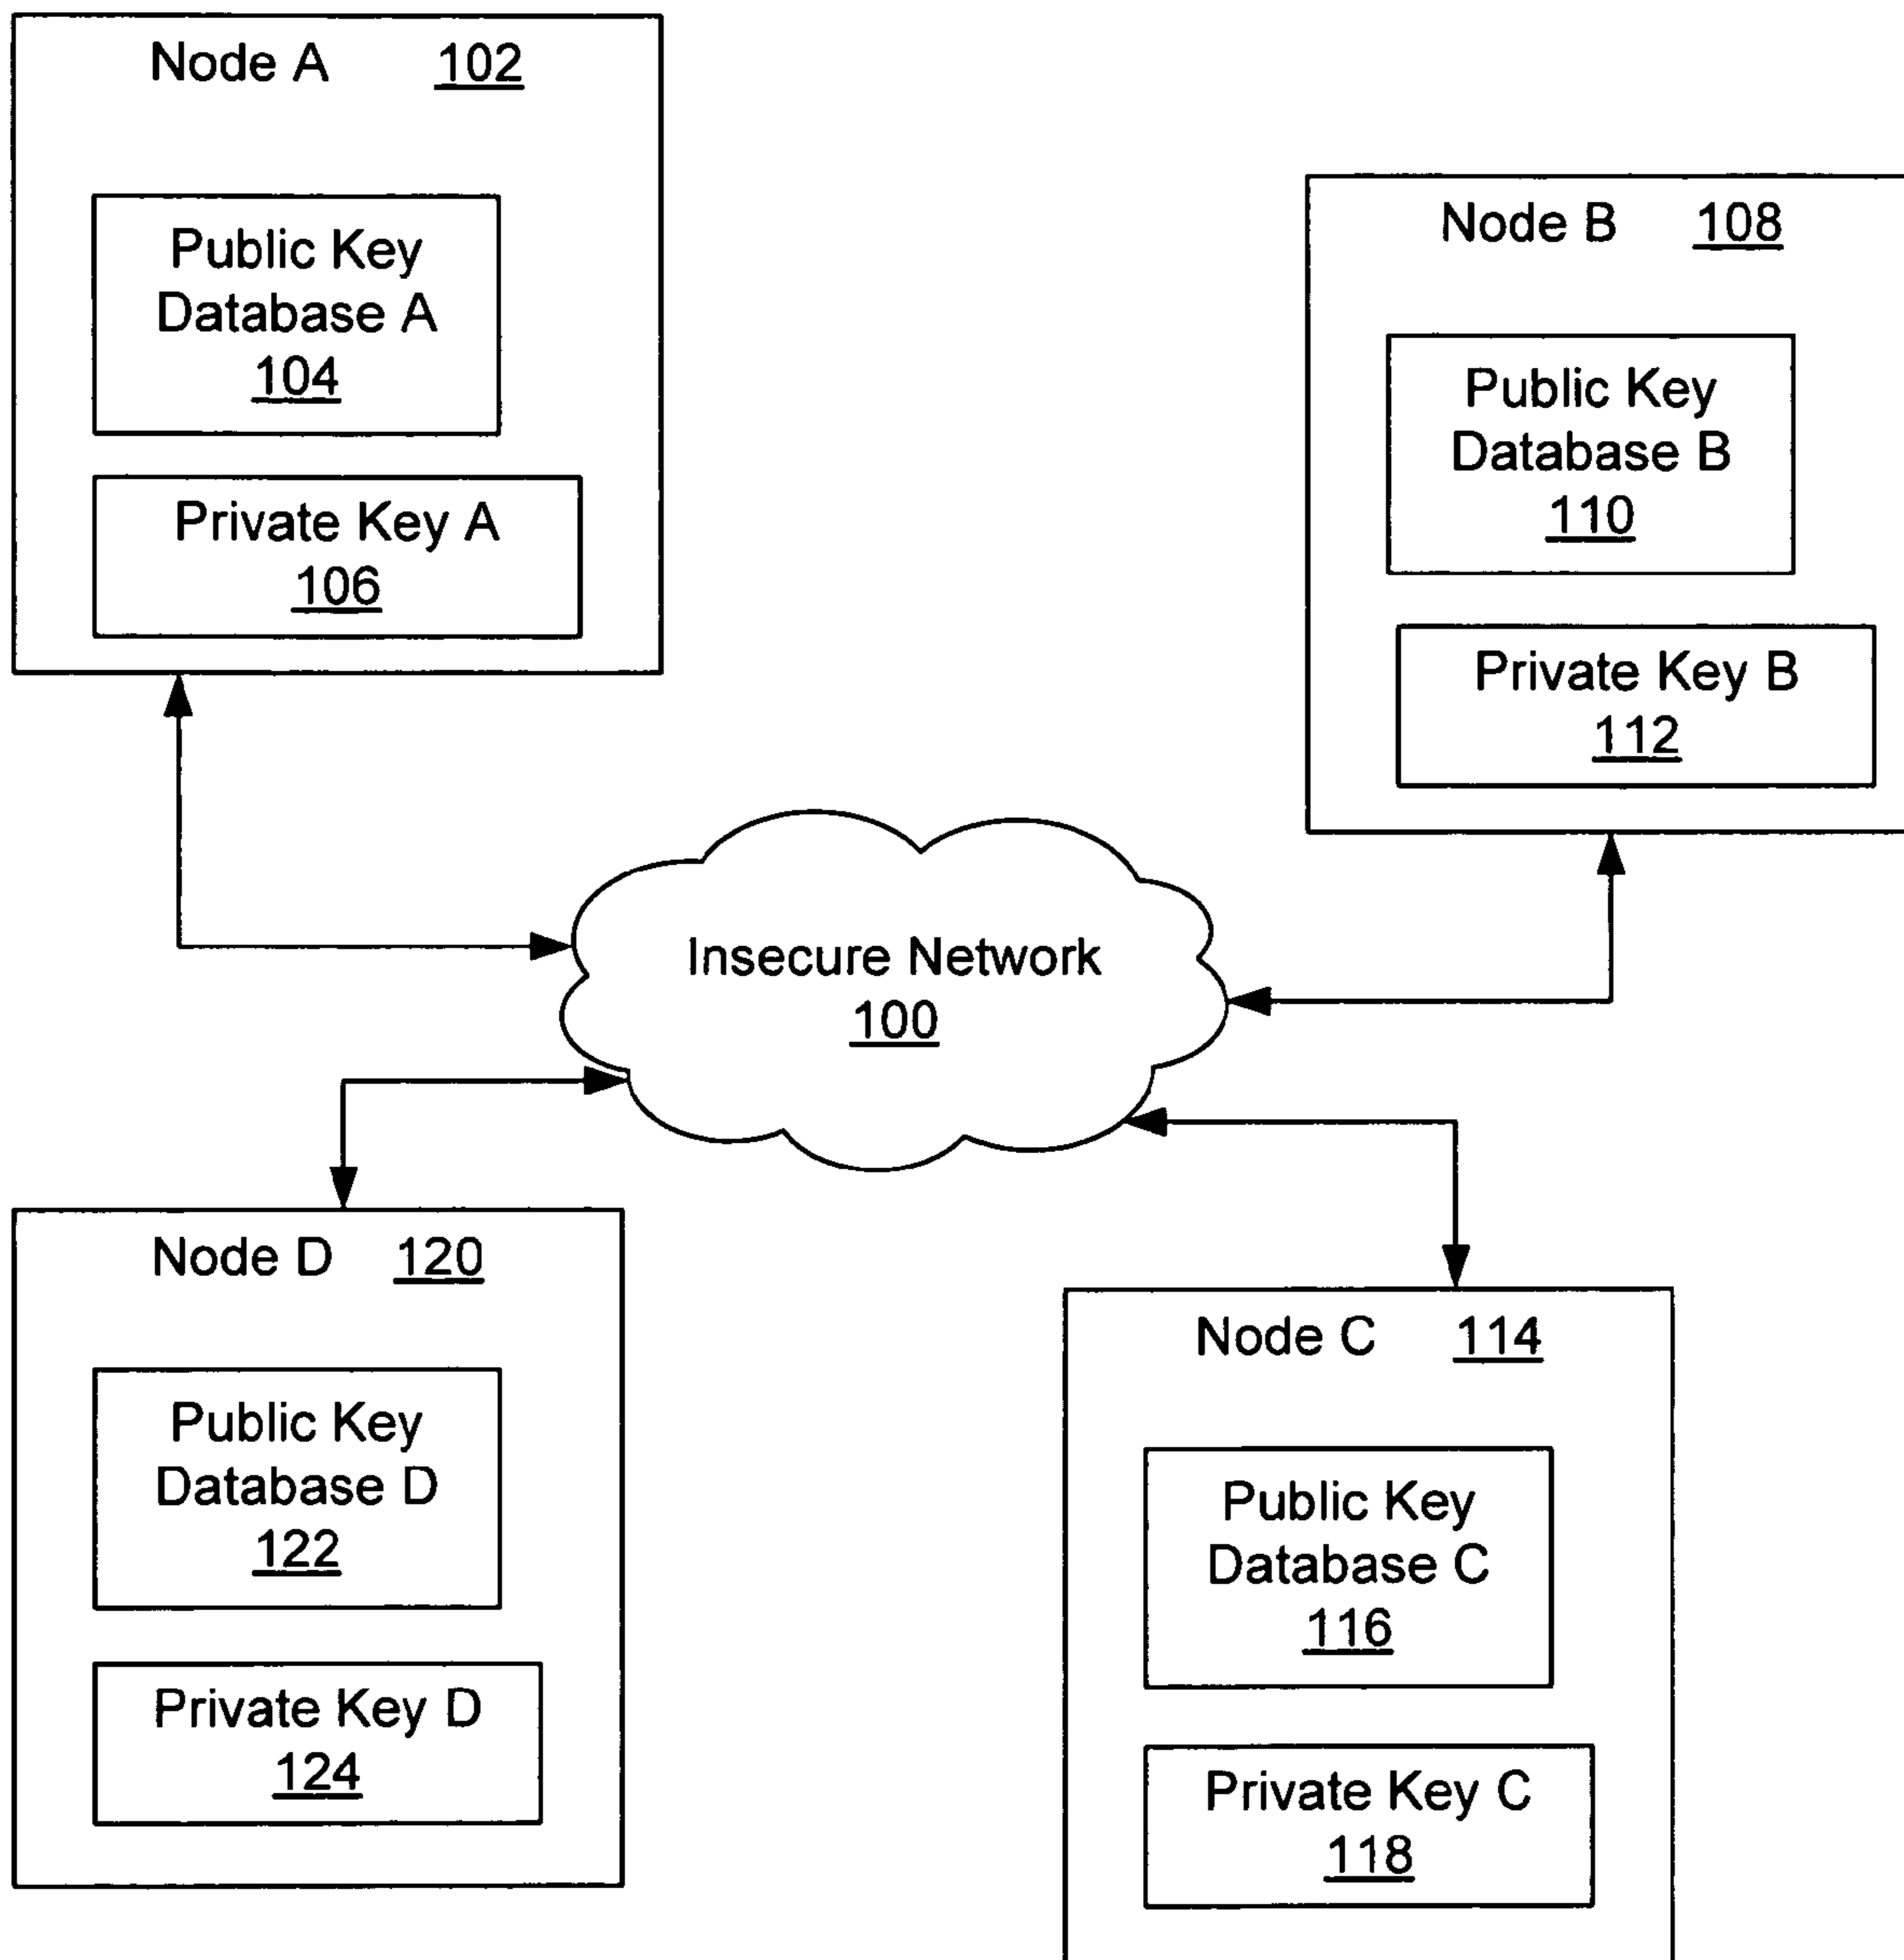 Node A 102
Public Key
Database A
104
Private Key A
106
Node B 108
Public Key
Database B
110
Private Key B
112
Insecure Network
100
Node D 120
Public Key
Database D
122
Private Key D
124
Node C 114
Public Key
Database C
116
Private Key C
118